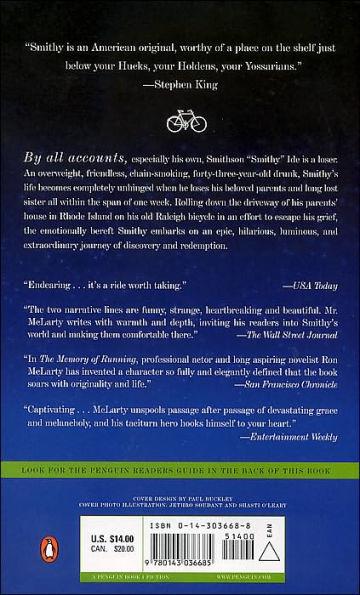 “Smithy is an American original, worthy of a place on the shelf just
below your Hucks, your Holdens, your Yossarians.”
—Stephen King
By all accounts, especially his own, Smithson “Smithy” Ide is a loser.
An overweight, friendless, chain-smoking, forty-three-year-old drunk, Smithy’s
life becomes completely unhinged when he loses his beloved parents and long lost
sister all within the span of one week. Rolling down the driveway of his parents’
house in Rhode Island on his old Raleigh bicycle in an effort to escape his grief,
the emotionally bereft Smithy embarks on an epic, hilarious, luminous, and
extraordinary journey of discovery and redemption.
“Endearing . . . it’s a ride worth taking.” —USA Today
“The two narrative lines are funny, strange, heartbreaking and beautiful. Mr.
McLarty writes with warmth and depth, inviting his readers into Smithy’s
world and making them comfortable there.” —The Wall Street Journal
“In The Memory of Running, professional actor and long aspiring novelist Ron
McLarty has invented a character so fully and elegantly defined that the book
soars with originality and life.” —San Francisco Chronicle
“Captivating . . . McLarty unspools passage after passage of devastating grace
and melancholy, and his taciturn hero hooks himself to your heart.”
—Entertainment Weekly
LOOK FOR THE PENGUIN READERS GUIDE IN THE BACK OF THIS BOOK
COVER DESIGN BY PAUL BUCKLEY
COVER PHOTO ILLUSTRATION: JETHRO SOUDANT AND SHASTI O’LEARY
U.S. $14.00
CAN. $20.00
ISBN 0-14-303668-8
51400
EAN
9 780143 036685
A PENGUIN BOOK | FICTION
WWW.PENGUIN.COM